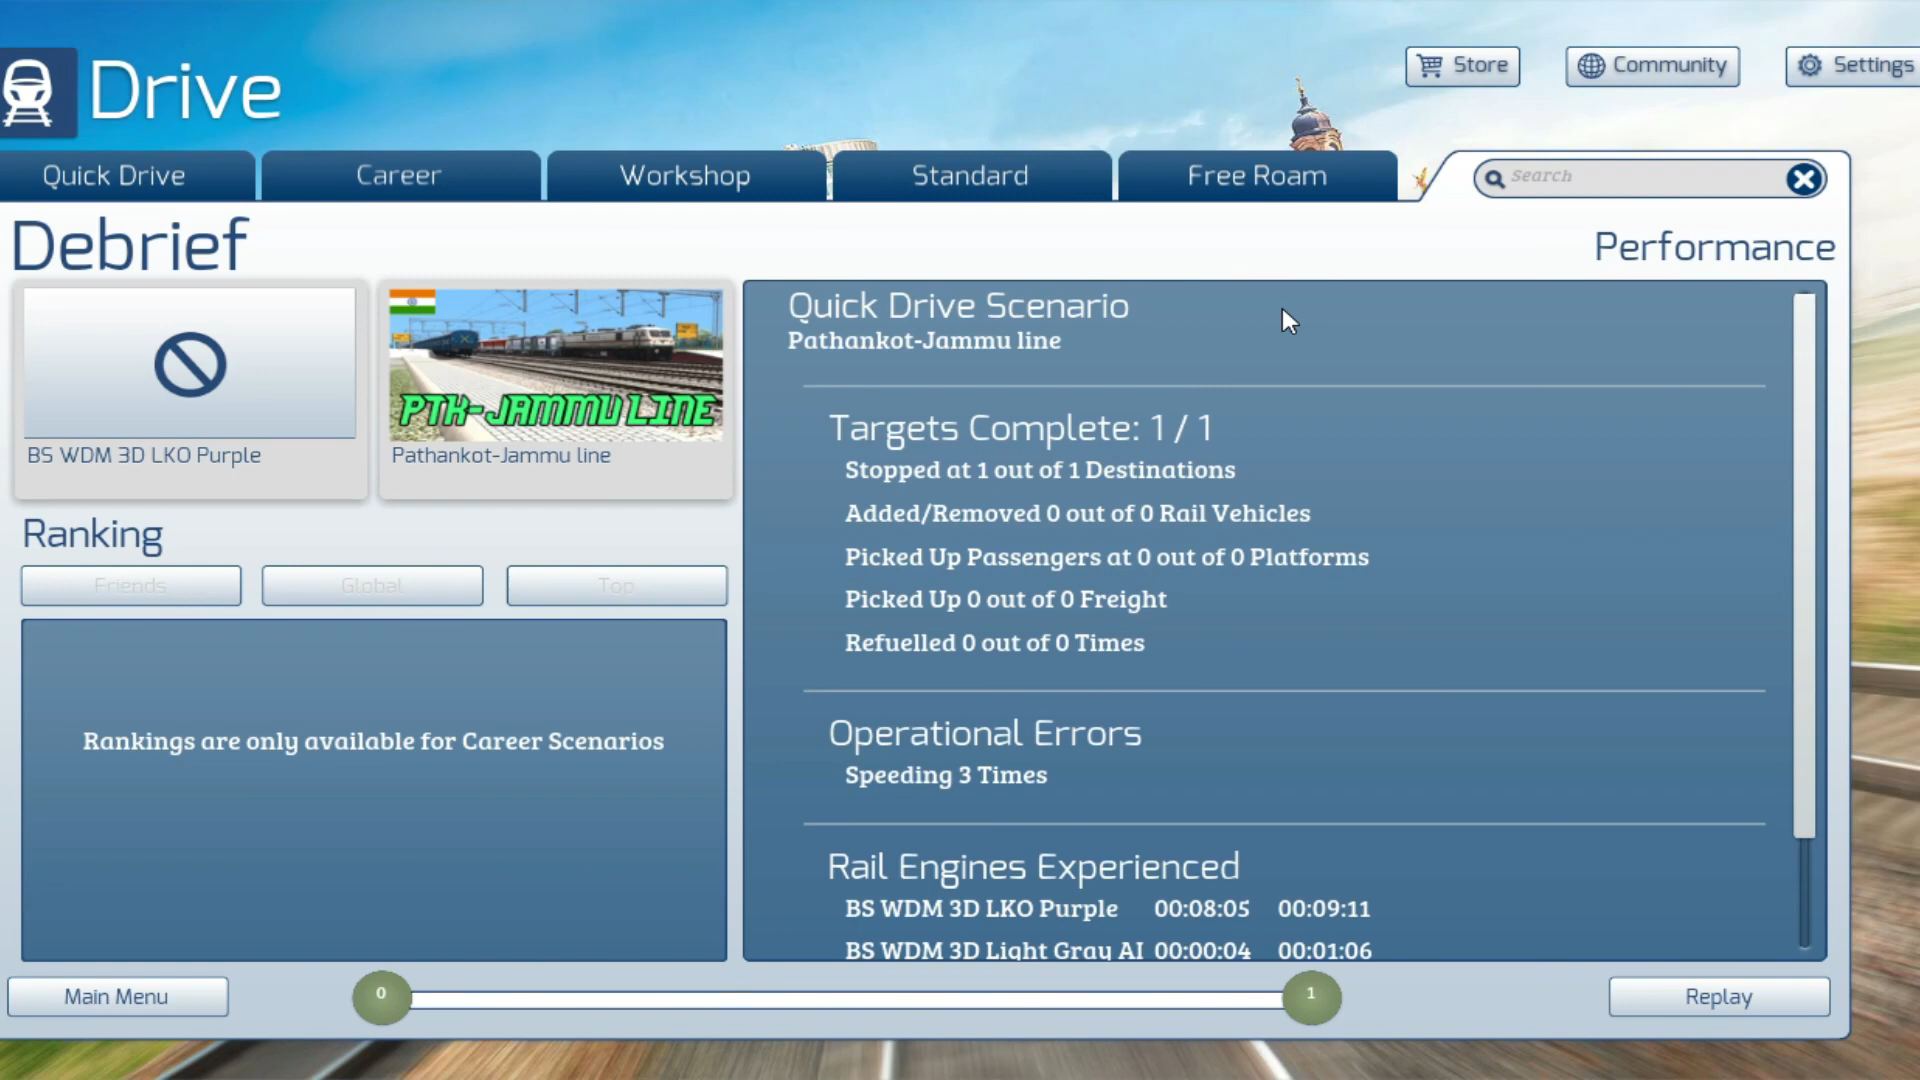 Drive
Store
Community
Settings
Quick Drive
Career
Workshop
Standard
Free Roam
Search
Debrief
Performance
PTK-JAMMU LINE
BS WDM 3D LKO Purple
Pathankot-Jammu line
Ranking
Friends
Global
Top
Rankings are only available for Career Scenarios
Quick Drive Scenario
Pathankot-Jammu line
Targets Complete: 1 / 1
Stopped at 1 out of 1 Destinations
Added/Removed 0 out of 0 Rail Vehicles
Picked Up Passengers at 0 out of 0 Platforms
Picked Up 0 out of 0 Freight
Refuelled 0 out of 0 Times
Operational Errors
Speeding 3 Times
Rail Engines Experienced
BS WDM 3D LKO Purple 00:08:05 00:09:11
BS WDM 3D Light Gray AI 00:00:04 00:01:06
Main Menu
0
1
Replay